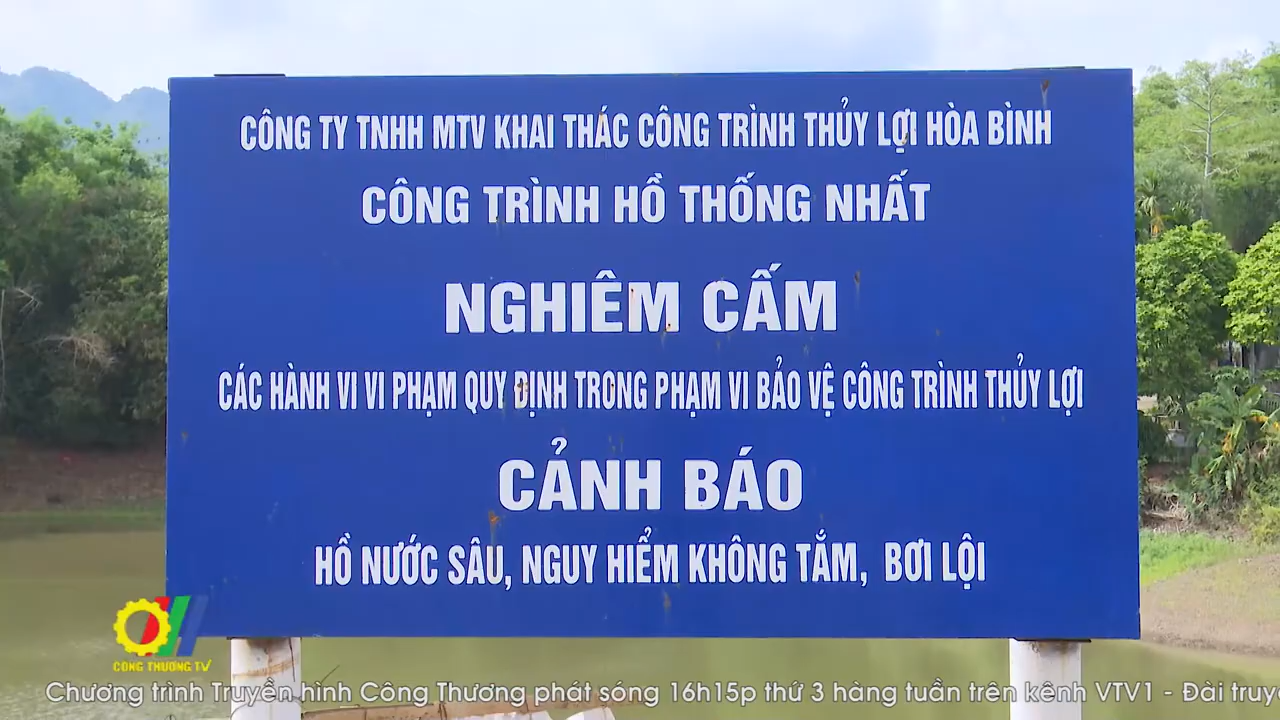 CÔNG TY TNHH MTV KHAI THÁC CÔNG TRÌNH THỦY LỢI HÒA BÌNH
CÔNG TRÌNH HỒ THỐNG NHẤT
NGHIÊM CẤM
CÁC HÀNH VI VI PHẠM QUY ĐỊNH TRONG PHẠM VI BẢO VỆ CÔNG TRÌNH THỦY LỢI
CẢNH BÁO
HỒ NƯỚC SÂU, NGUY HIỂM KHÔNG TẮM, BƠI LỘI
CÔNG THƯƠNG TV
Chương trình Truyền hình Công Thương phát sóng 16h15p thứ 3 hàng tuần trên kênh VTV1 - Đài truy